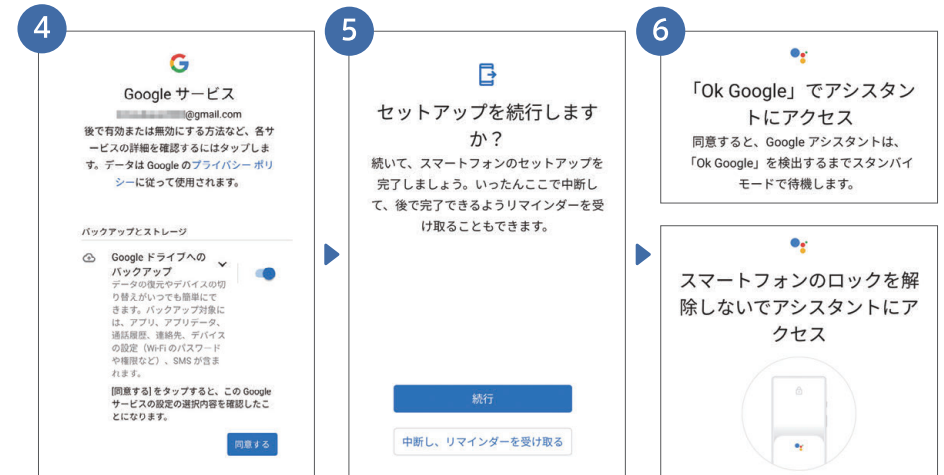 4
Google サービス
@gmail.com
後で有効または無効にする方法など、各サ
ービスの詳細を確認するにはタップしま
す。データは Google のプライバシー ポリ
シーに従って使用されます。
バックアップとストレージ
Google ドライブへの
バックアップ
データの復元やデバイスの切
り替えがいつでも簡単にで
きます。バックアップ対象に
は、アプリ、アプリデータ、
通話履歴、連絡先、デバイス
の設定（Wi-Fi のパスワード
や権限など）、SMS が含ま
れます。
[同意する] をタップすると、この Google
サービスの設定の選択内容を確認したこ
とになります。
同意する
5
セットアップを続行します
か？
続いて、スマートフォンのセットアップを
完了しましょう。いったんここで中断し
て、後で完了できるようリマインダーを受
け取ることもできます。
続行
中断し、リマインダーを受け取る
6
「Ok Google」でアシスタン
トにアクセス
同意すると、Google アシスタントは、
「Ok Google」を検出するまでスタンバイ
モードで待機します。
スマートフォンのロックを解
除しないでアシスタントにア
クセス